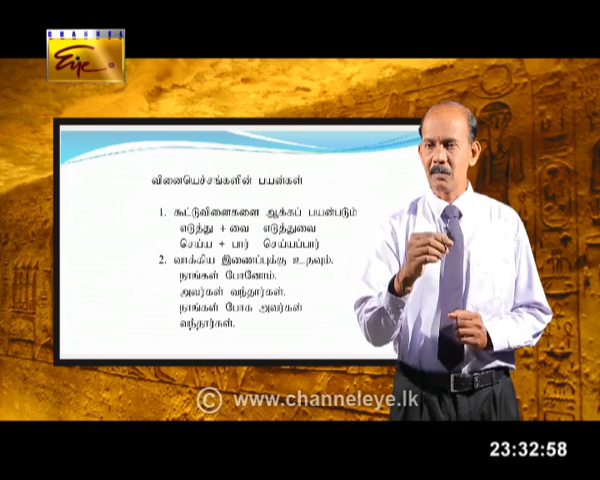 CHANNEL
Eye
வினையெச்சங்களின் பயன்கள்
1. கூட்டுவினைகளை ஆக்கப் பயன்படும்
எடுத்து + வை எடுத்துவை
செய்ய + பார் செய்யப்பார்
2. வாக்கிய இணைப்புக்கு உதவும்.
நாங்கள் போனோம்.
அவர்கள் வந்தார்கள்.
நாங்கள் போக அவர்கள்
வந்தார்கள்.
© www.channeleye.lk
23:32:58